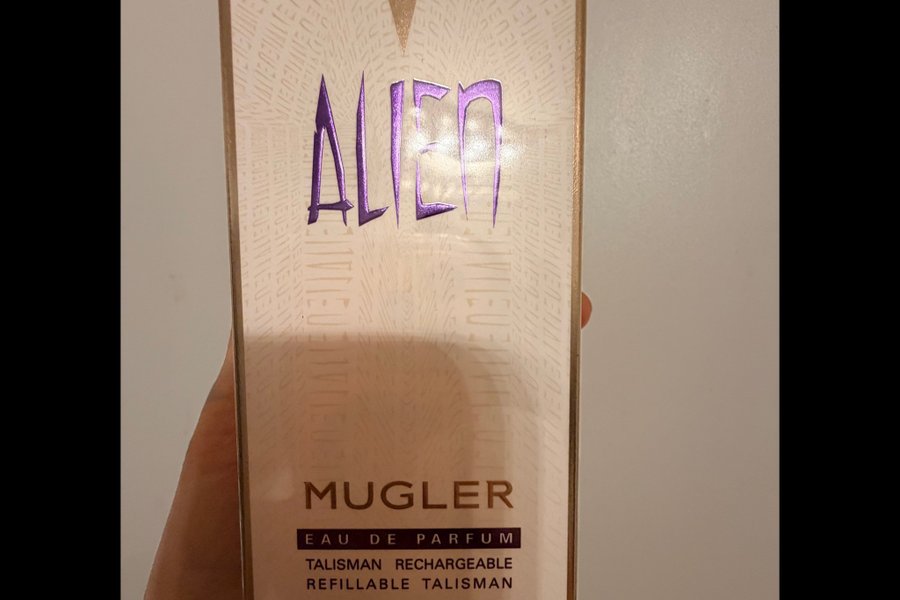 ALIEN
MUGLER
EAU DE PARFUM
TALISMAN RECHARGEABLE
REFILLABLE TALISMAN